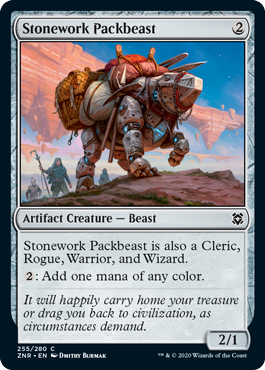 Stonework Packbeast 2
Artifact Creature — Beast
Stonework Packbeast is also a Cleric,
Rogue, Warrior, and Wizard.
2: Add one mana of any color.
It will happily carry home your treasure
or drag you back to civilization, as
circumstances demand.
2/1
255/280 C
ZNR • EN Dmitry Burmak
™ & © 2020 Wizards of the Coast